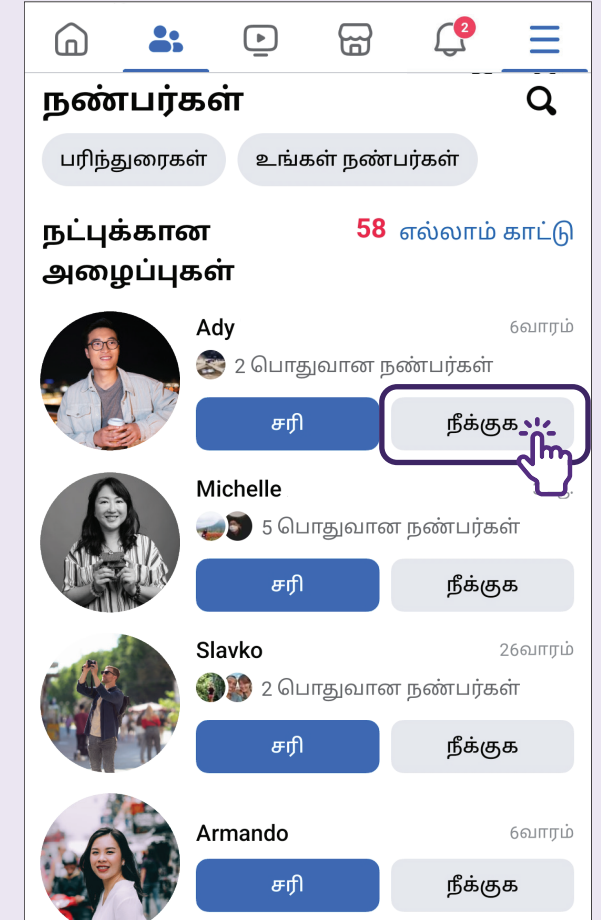 2
நண்பர்கள்
பரிந்துரைகள் உங்கள் நண்பர்கள்
நட்புக்கான 58 எல்லாம் காட்டு
அழைப்புகள்
Ady 6வாரம்
2 பொதுவான நண்பர்கள்
சரி நீக்குக
Michelle
5 பொதுவான நண்பர்கள்
சரி நீக்குக
Slavko 26வாரம்
2 பொதுவான நண்பர்கள்
சரி நீக்குக
Armando 6வாரம்
சரி நீக்குக